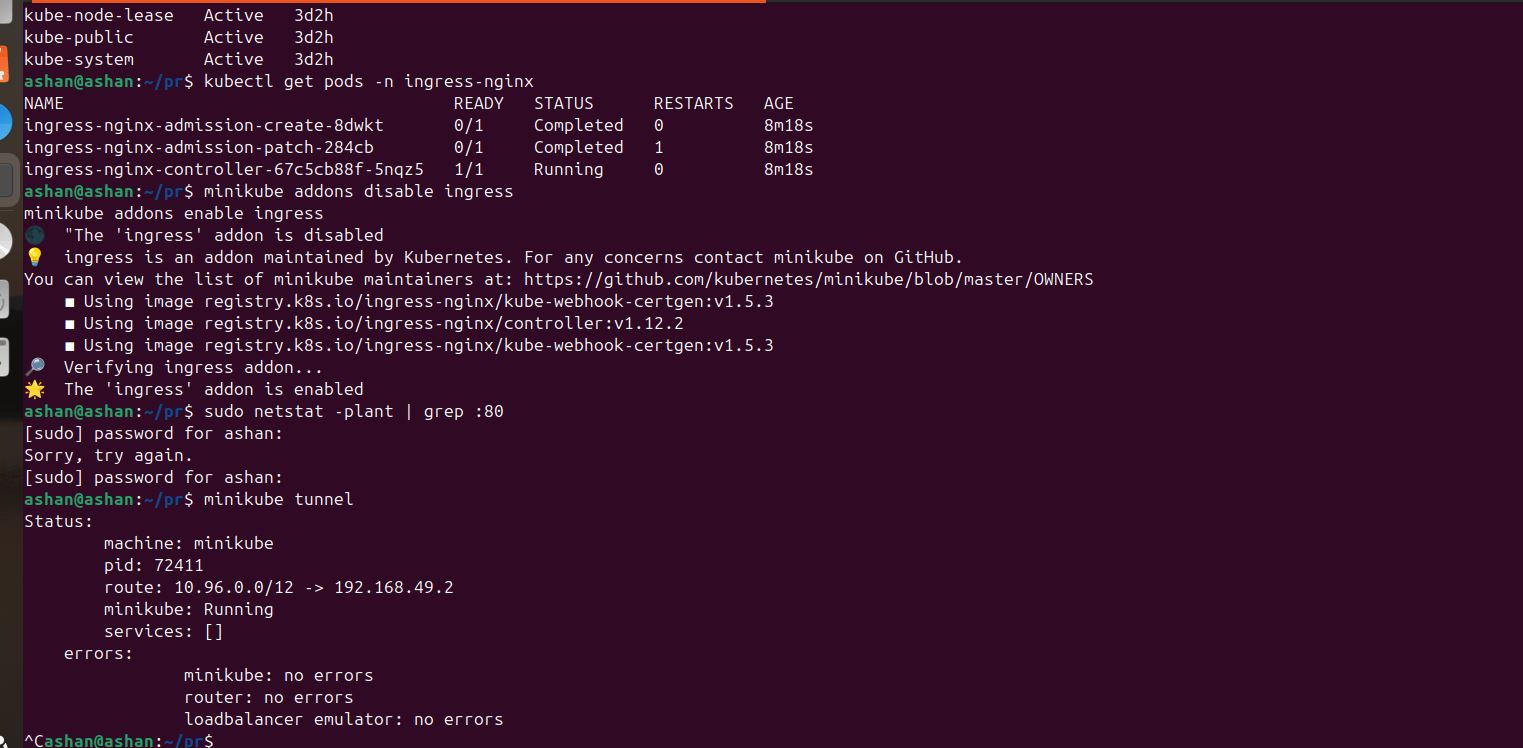 kube-node-lease   Active   3d2h
kube-public       Active   3d2h
kube-system       Active   3d2h
ashan@ashan:~/pr$ kubectl get pods -n ingress-nginx
NAME                                       READY   STATUS      RESTARTS   AGE
ingress-nginx-admission-create-8dwkt       0/1     Completed   0          8m18s
ingress-nginx-admission-patch-284cb        0/1     Completed   1          8m18s
ingress-nginx-controller-67c5cb88f-5nqz5   1/1     Running     0          8m18s
ashan@ashan:~/pr$ minikube addons disable ingress
minikube addons enable ingress
🌑  "The 'ingress' addon is disabled
💡  ingress is an addon maintained by Kubernetes. For any concerns contact minikube on GitHub.
You can view the list of minikube maintainers at: https://github.com/kubernetes/minikube/blob/master/OWNERS
    ▪ Using image registry.k8s.io/ingress-nginx/kube-webhook-certgen:v1.5.3
    ▪ Using image registry.k8s.io/ingress-nginx/controller:v1.12.2
    ▪ Using image registry.k8s.io/ingress-nginx/kube-webhook-certgen:v1.5.3
🔎  Verifying ingress addon...
🌟  The 'ingress' addon is enabled
ashan@ashan:~/pr$ sudo netstat -plant | grep :80
[sudo] password for ashan:
Sorry, try again.
[sudo] password for ashan:
ashan@ashan:~/pr$ minikube tunnel
Status:
        machine: minikube
        pid: 72411
        route: 10.96.0.0/12 -> 192.168.49.2
        minikube: Running
        services: []
    errors:
                minikube: no errors
                router: no errors
                loadbalancer emulator: no errors
^Cashan@ashan:~/pr$